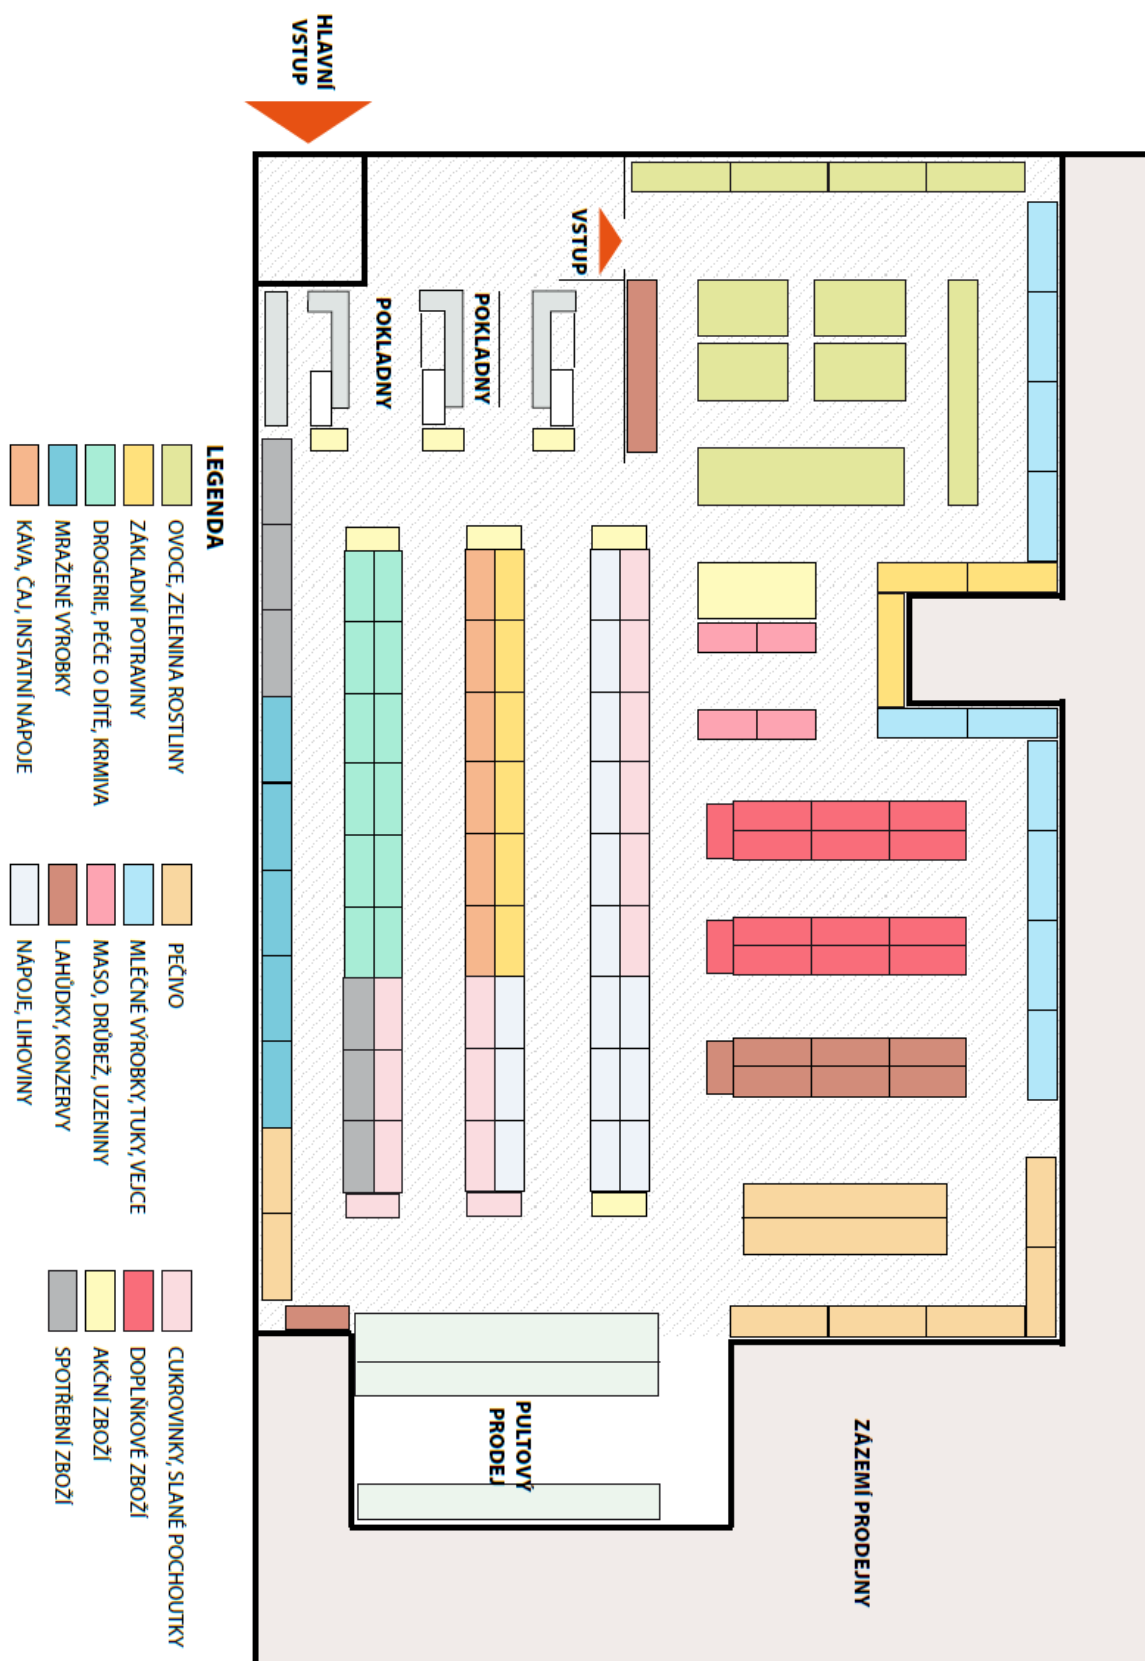 HLAVNÍ
VSTUP
VSTUP
POKLADNY
POKLADNY
PULTOVÝ
PRODEJ
ZÁZEMÍ PRODEJNY
LEGENDA
OVOCE, ZELENINA ROSTLINY
ZÁKLADNÍ POTRAVINY
DROGERIE, PÉČE O DÍTĚ, KRMIVA
MRAŽENÉ VÝROBKY
KÁVA, ČAJ, INSTATNÍ NÁPOJE
PEČIVO
MLÉČNÉ VÝROBKY, TUKY, VEJCE
MASO, DRŮBEŽ, UZENINY
LAHŮDKY, KONZERVY
NÁPOJE, LIHOVINY
CUKROVINKY, SLANÉ POCHOUTKY
DOPLŇKOVÉ ZBOŽÍ
AKČNÍ ZBOŽÍ
SPOTŘEBNÍ ZBOŽÍ